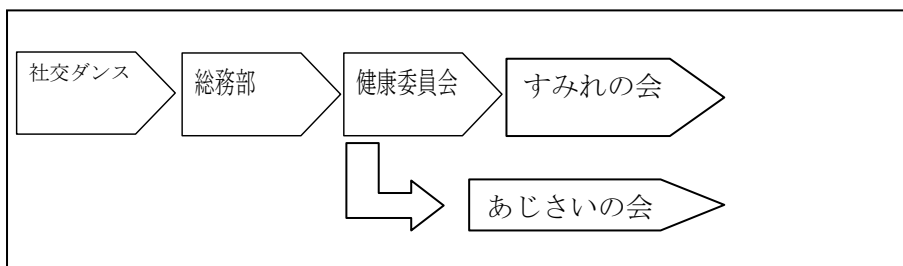 社交ダンス
総務部
健康委員会
すみれの会
あじさいの会